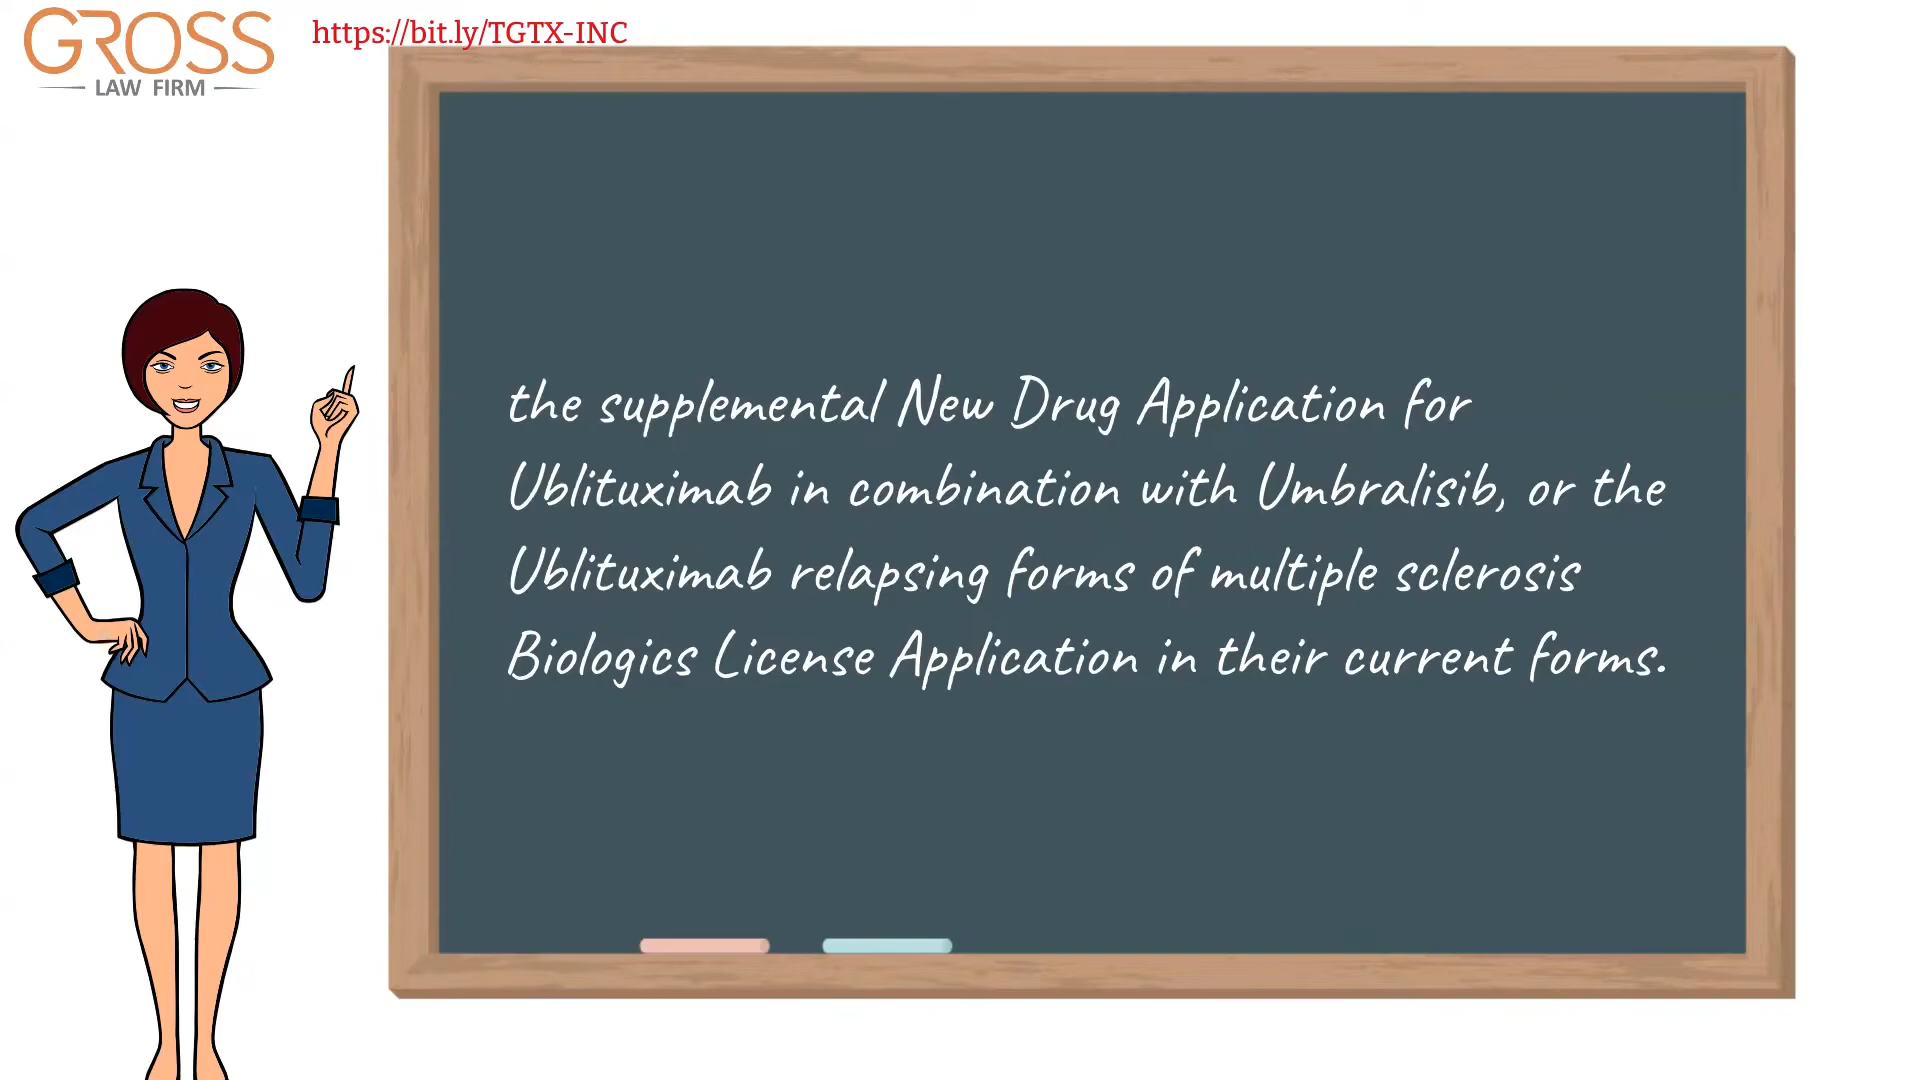 GROSS
LAW FIRM
https://bit.ly/TGTX-INC
the supplemental New Drug Application for
Ublituximab in combination with Umbralisib, or the
Ublituximab relapsing forms of multiple sclerosis
Biologics License Application in their current forms.